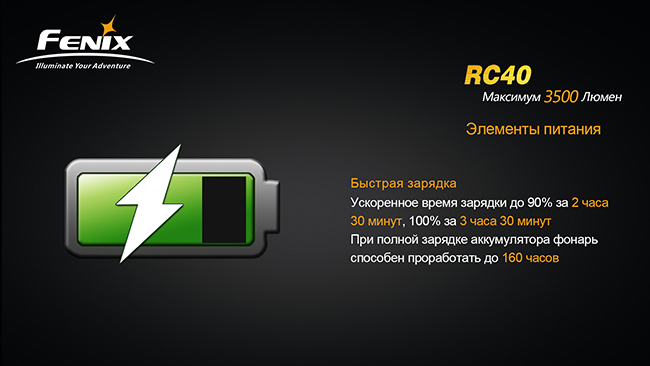 FENIX
Illuminate Your Adventure
RC40
Максимум 3500 Люмен
Элементы питания
Быстрая зарядка
Ускоренное время зарядки до 90% за 2 часа
30 минут, 100% за 3 часа 30 минут
При полной зарядке аккумулятора фонарь
способен проработать до 160 часов